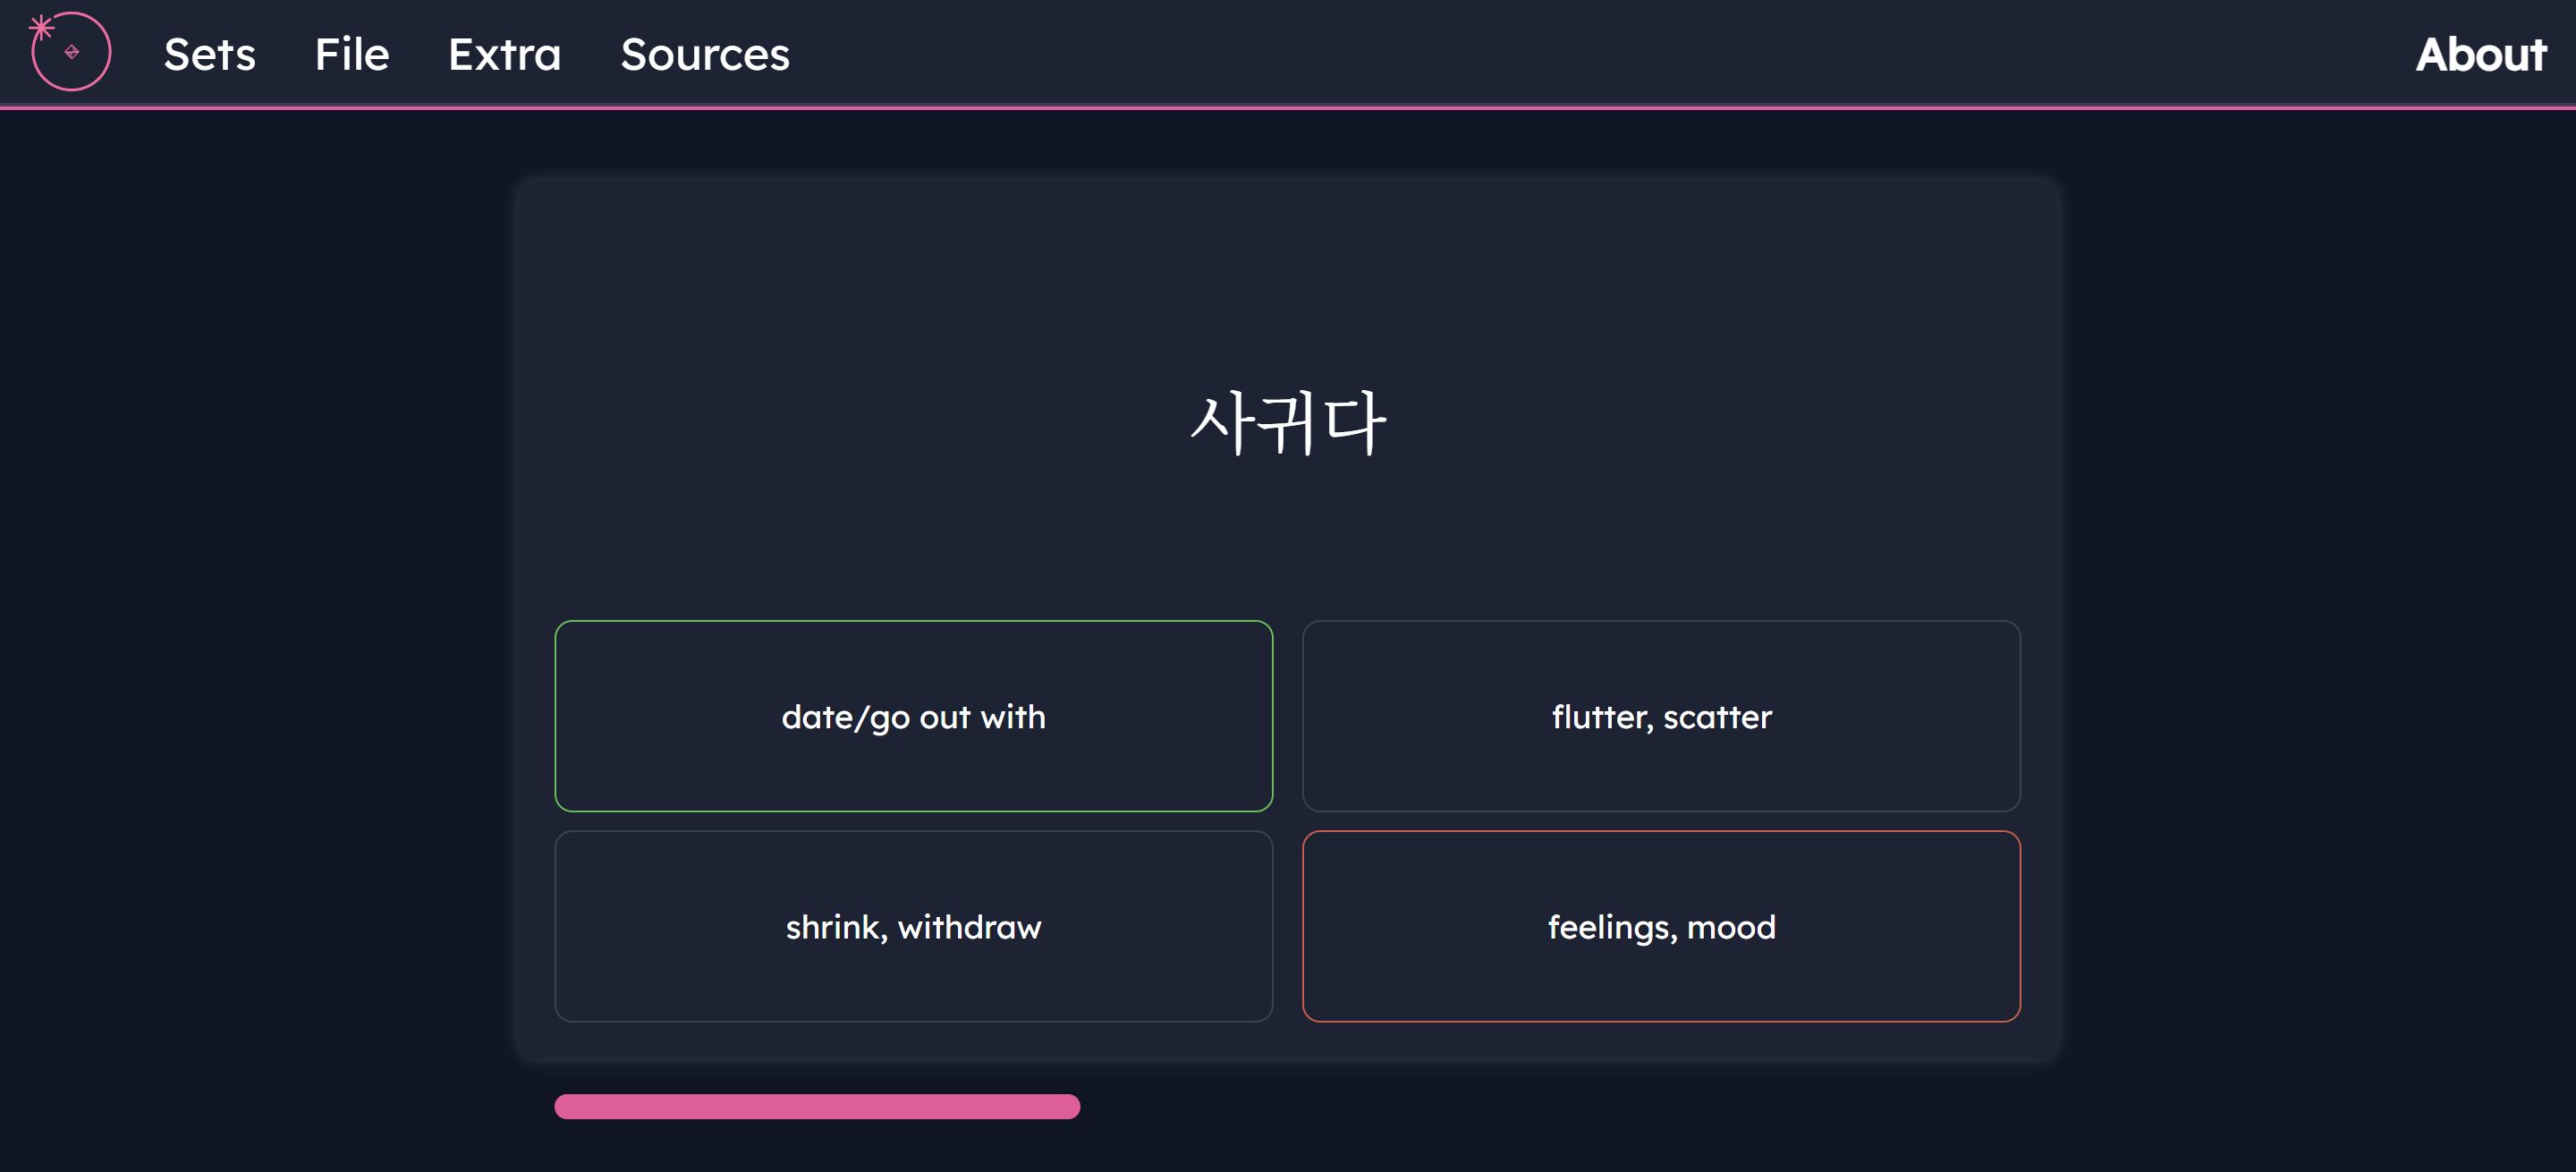 Sets File Extra Sources About
사귀다
date/go out with flutter, scatter
shrink, withdraw feelings, mood